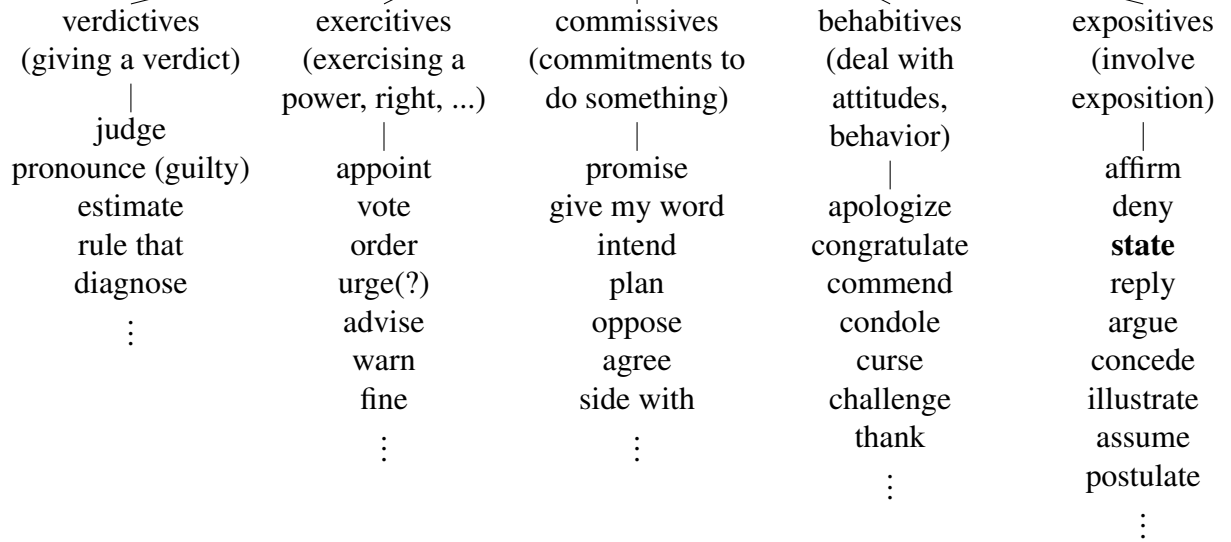 verdictives
(giving a verdict)
judge
pronounce (guilty)
estimate
rule that
diagnose
⋮
exercitives
(exercising a
power, right, ...)
appoint
vote
order
urge(?)
advise
warn
fine
⋮
commissives
(commitments to
do something)
promise
give my word
intend
plan
oppose
agree
side with
⋮
behabitives
(deal with
attitudes,
behavior)
apologize
congratulate
commend
condole
curse
challenge
thank
⋮
expositives
(involve
exposition)
affirm
deny
state
reply
argue
concede
illustrate
assume
postulate
⋮